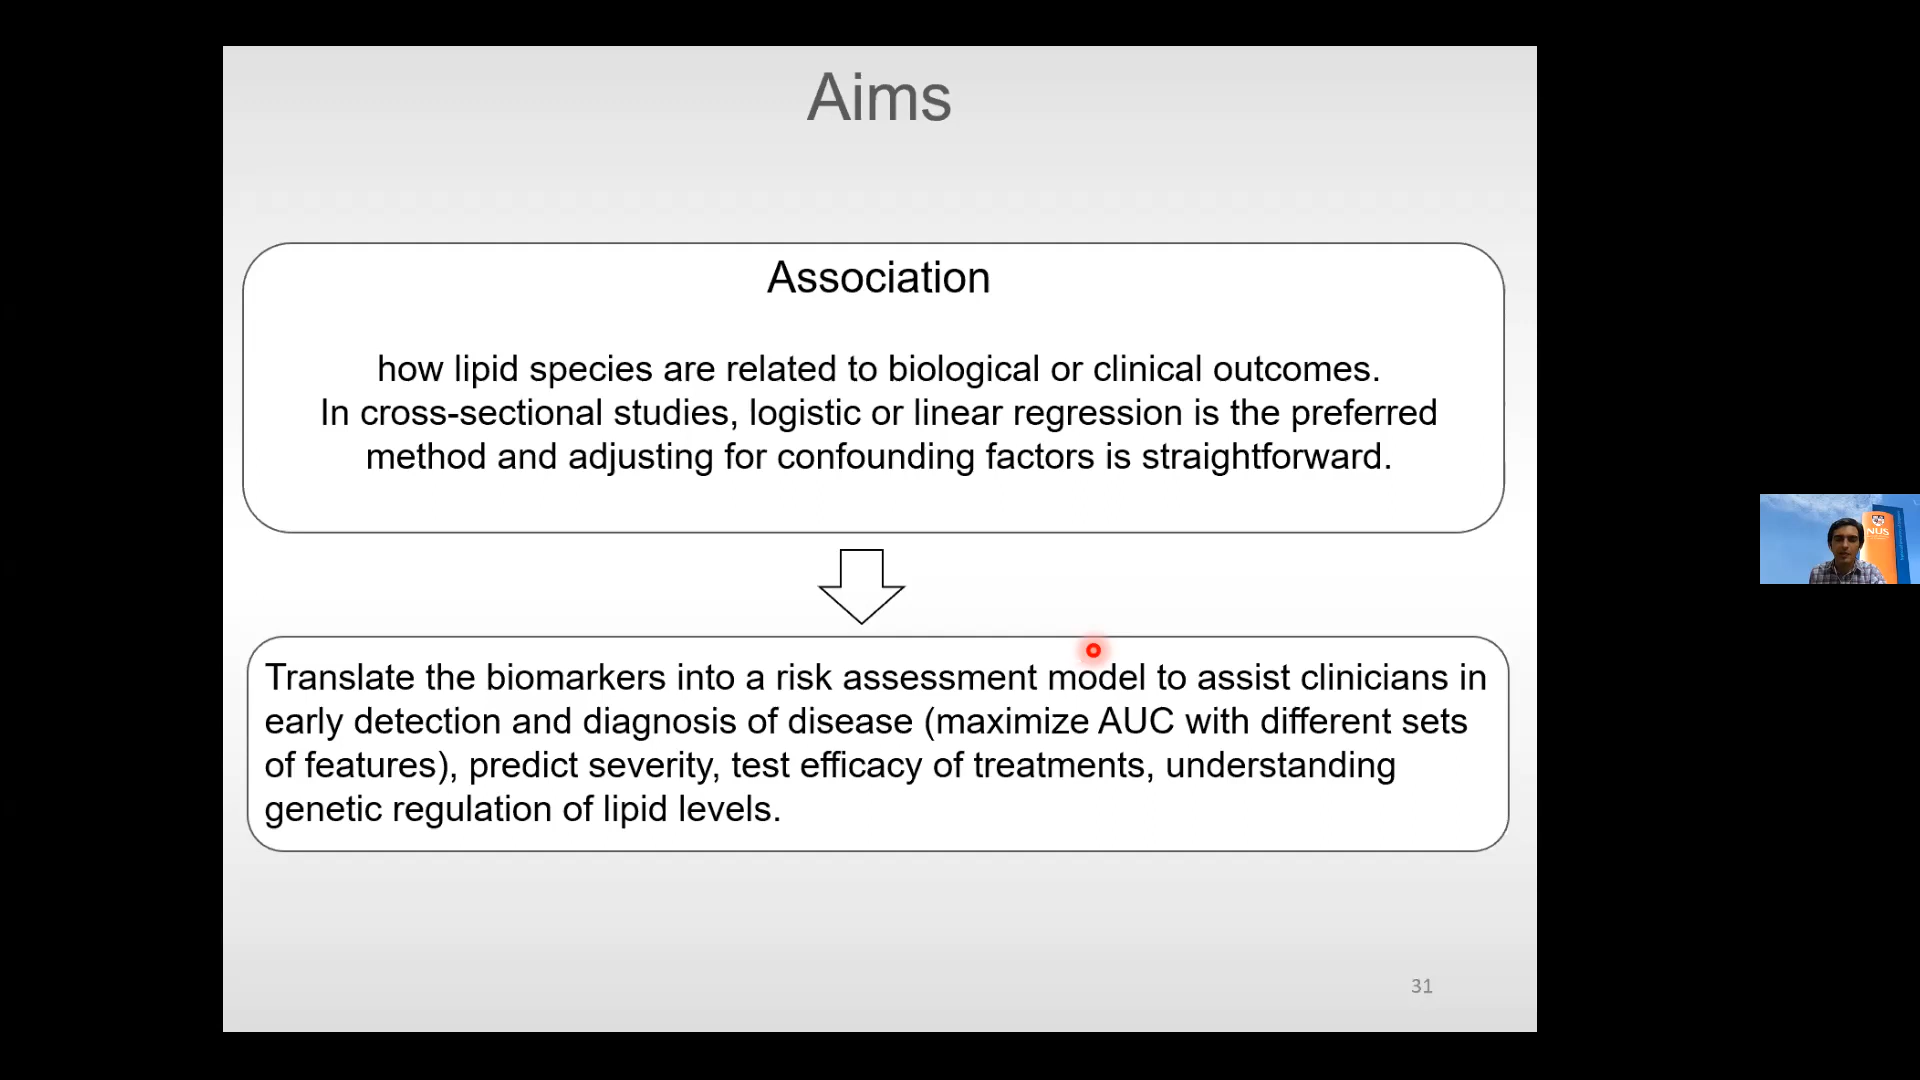 Aims
Association
how lipid species are related to biological or clinical outcomes.
In cross-sectional studies, logistic or linear regression is the preferred
method and adjusting for confounding factors is straightforward.
Translate the biomarkers into a risk assessment model to assist clinicians in
early detection and diagnosis of disease (maximize AUC with different sets
of features), predict severity, test efficacy of treatments, understanding
genetic regulation of lipid levels.
31
NUS